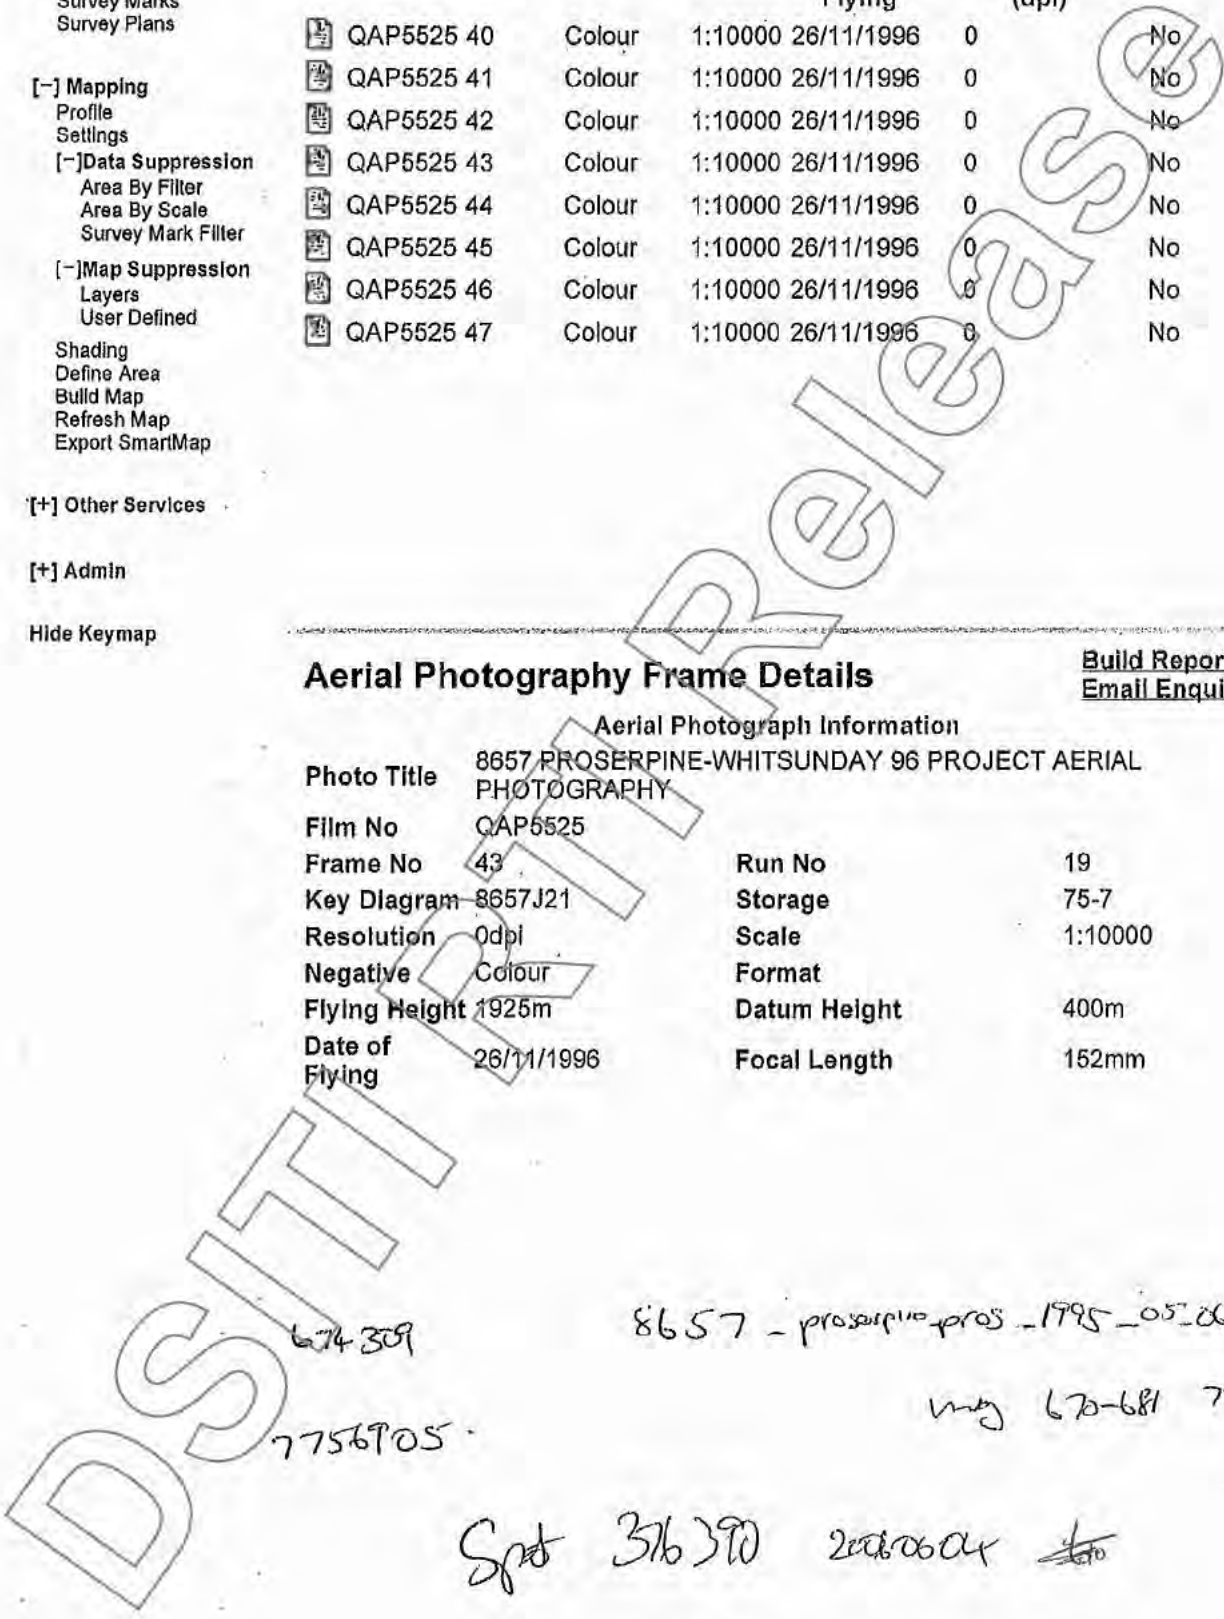 Survey Marks
Survey Plans
[-] Mapping
Profile
Settings
[-]Data Suppression
Area By Filter
Area By Scale
Survey Mark Filter
[-]Map Suppression
Layers
User Defined
Shading
Define Area
Build Map
Refresh Map
Export SmartMap
[+] Other Services
[+] Admin
Hide Keymap
Flying (dpi)
QAP5525 40 Colour 1:10000 26/11/1996 0 No
QAP5525 41 Colour 1:10000 26/11/1996 0 No
QAP5525 42 Colour 1:10000 26/11/1996 0 No
QAP5525 43 Colour 1:10000 26/11/1996 0 No
QAP5525 44 Colour 1:10000 26/11/1996 0 No
QAP5525 45 Colour 1:10000 26/11/1996 0 No
QAP5525 46 Colour 1:10000 26/11/1996 0 No
QAP5525 47 Colour 1:10000 26/11/1996 0 No
Aerial Photography Frame Details
Build Repor
Email Enqui
Aerial Photograph Information
Photo Title 8657 PROSERPINE-WHITSUNDAY 96 PROJECT AERIAL
PHOTOGRAPHY
Film No QAP5525
Frame No 43 Run No 19
Key Diagram 8657J21 Storage 75-7
Resolution 0dpi Scale 1:10000
Negative Colour Format
Flying Height 1925m Datum Height 400m
Date of
Flying 26/11/1996 Focal Length 152mm
DSITI RTI Release
674309 8657 - pros - 1995 - 05-06
670-681 7
7756905.
376390